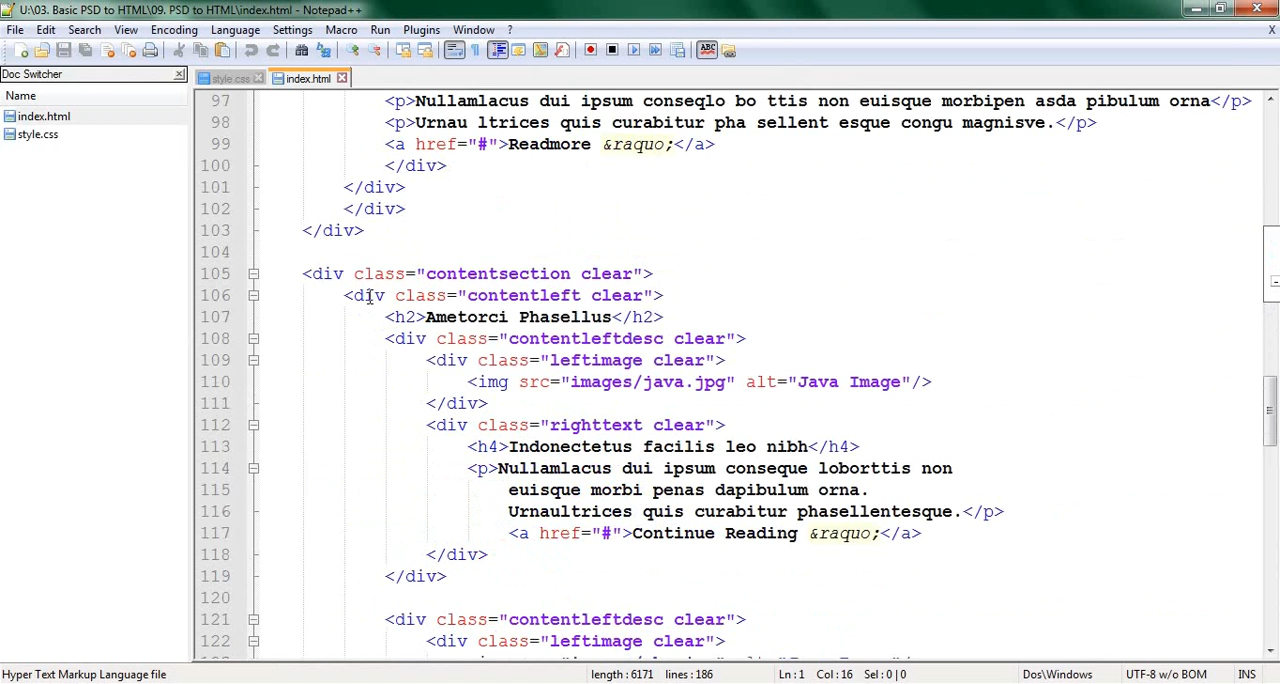 U:\03. Basic PSD to HTML\09. PSD to HTML\index.html - Notepad++
File Edit Search View Encoding Language Settings Macro Run Plugins Window ? X
ABC
Doc Switcher
style.css index.html
Name
index.html
style.css
97 <p>Nullamlacus dui ipsum conseqlo bo ttis non euisque morbipen asda pibulum orna</p>
98 <p>Urnau ltrices quis curabitur pha sellent esque congu magnisve.</p>
99 <a href="#">Readmore &raquo;</a>
100 </div>
101 </div>
102 </div>
103 </div>
104
105 <div class="contentsection clear">
106 <div class="contentleft clear">
107 <h2>Ametorci Phasellus</h2>
108 <div class="contentleftdesc clear">
109 <div class="leftimage clear">
110 <img src="images/java.jpg" alt="Java Image"/>
111 </div>
112 <div class="righttext clear">
113 <h4>Indonectetus facilis leo nibh</h4>
114 <p>Nullamlacus dui ipsum conseque loborttis non
115 euisque morbi penas dapibulum orna.
116 Urnaultrices quis curabitur phasellentesque.</p>
117 <a href="#">Continue Reading &raquo;</a>
118 </div>
119 </div>
120
121 <div class="contentleftdesc clear">
122 <div class="leftimage clear">
Hyper Text Markup Language file length : 6171 lines : 186 Ln : 1 Col : 16 Sel : 0 | 0 Dos\Windows UTF-8 w/o BOM INS